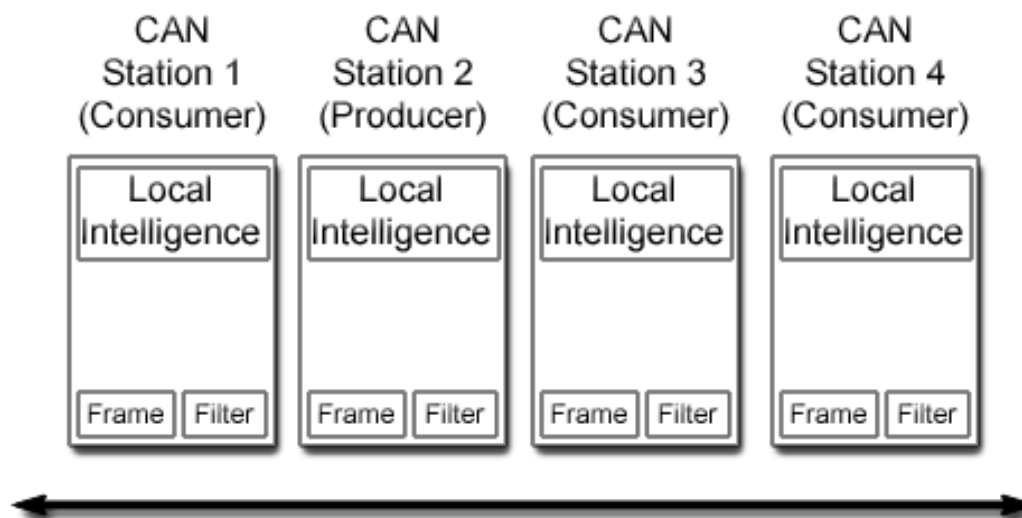 CAN
Station 1
(Consumer)
CAN
Station 2
(Producer)
CAN
Station 3
(Consumer)
CAN
Station 4
(Consumer)
Local
Intelligence
Frame
Filter
Local
Intelligence
Frame
Filter
Local
Intelligence
Frame
Filter
Local
Intelligence
Frame
Filter